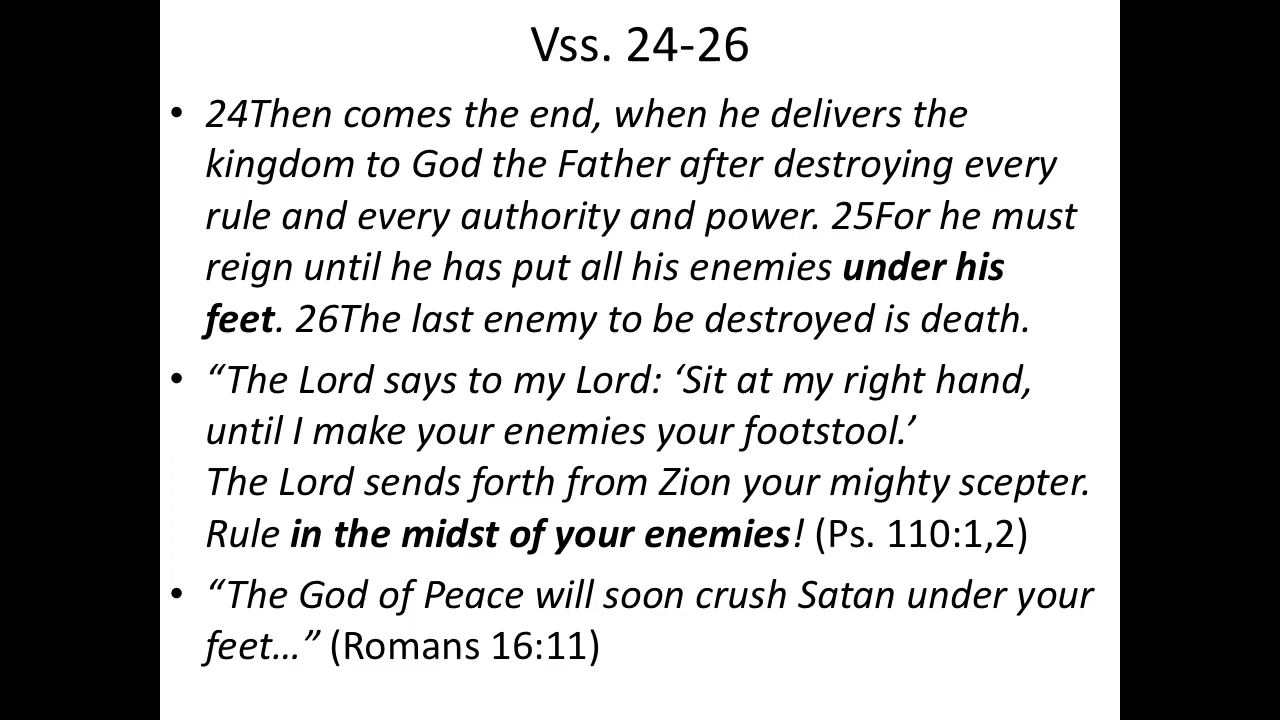 Vss. 24-26
• 24Then comes the end, when he delivers the
kingdom to God the Father after destroying every
rule and every authority and power. 25For he must
reign until he has put all his enemies under his
feet. 26The last enemy to be destroyed is death.
• “The Lord says to my Lord: ‘Sit at my right hand,
until I make your enemies your footstool.’
The Lord sends forth from Zion your mighty scepter.
Rule in the midst of your enemies! (Ps. 110:1,2)
• “The God of Peace will soon crush Satan under your
feet…” (Romans 16:11)